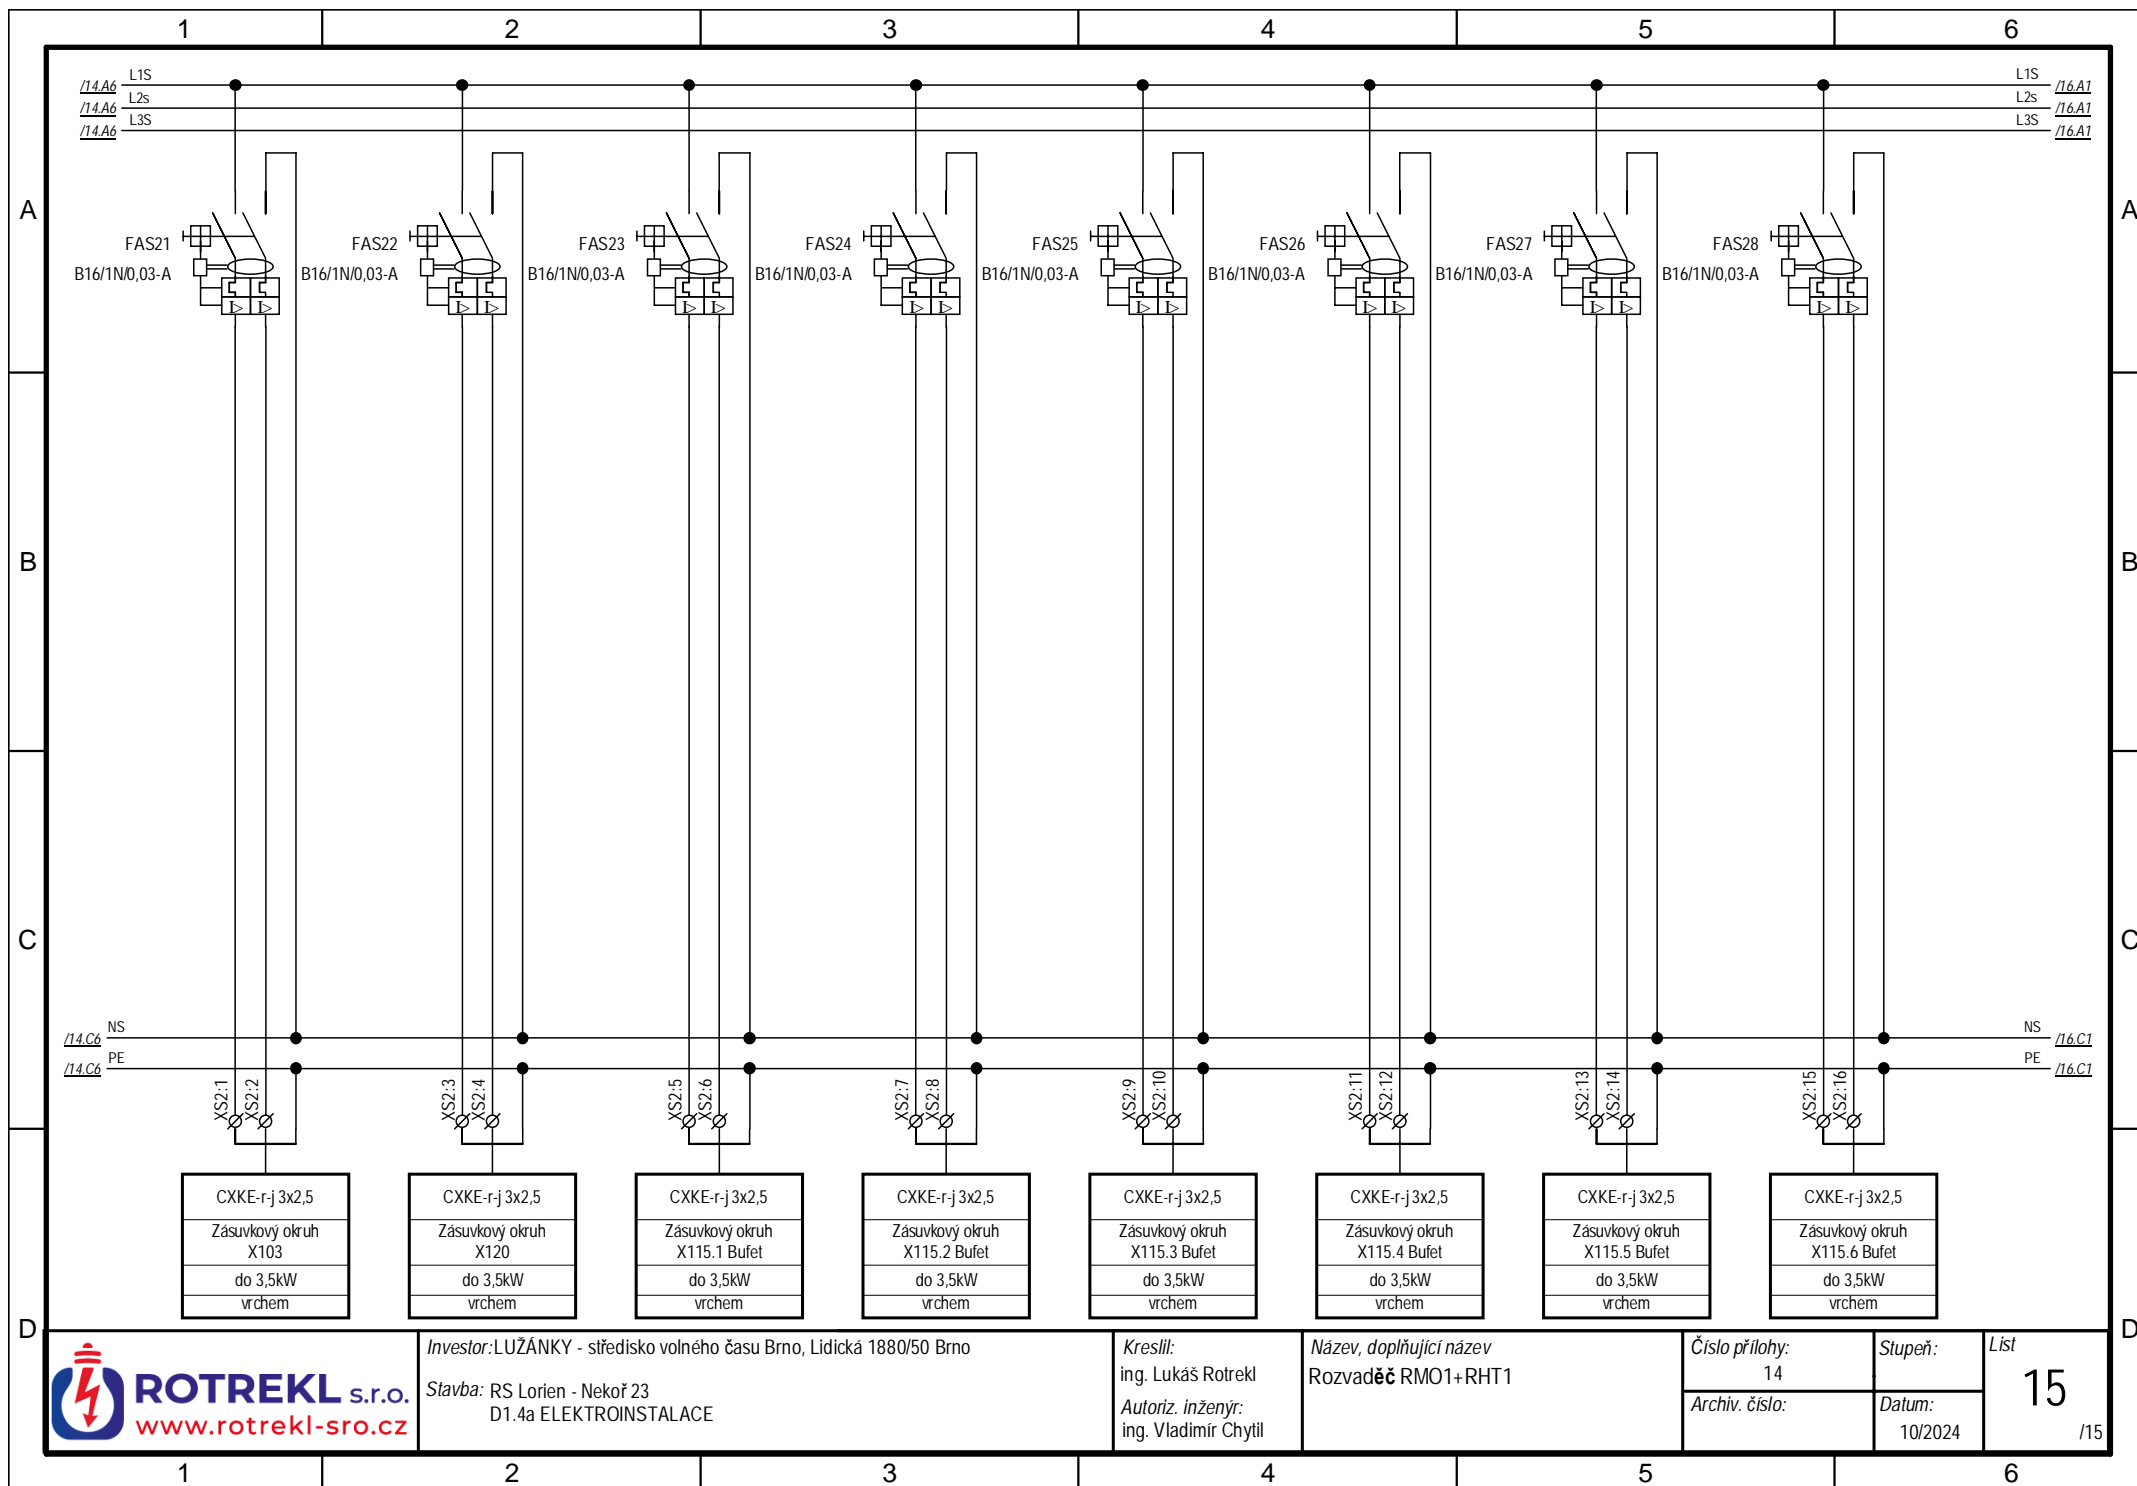 1 2 3 4 5 6
/14.A6 L1S L1S /16.A1
/14.A6 L2s L2s /16.A1
/14.A6 L3S L3S /16.A1
A A
FAS21 FAS22 FAS23 FAS24 FAS25 FAS26 FAS27 FAS28
B16/1N/0,03-A B16/1N/0,03-A B16/1N/0,03-A B16/1N/0,03-A B16/1N/0,03-A B16/1N/0,03-A B16/1N/0,03-A B16/1N/0,03-A
I> I> I> I> I> I> I> I> I> I> I> I> I> I> I> I>
B B
C C
/14.C6 NS NS /16.C1
/14.C6 PE PE /16.C1
XS2:1 XS2:2 XS2:3 XS2:4 XS2:5 XS2:6 XS2:7 XS2:8 XS2:9 XS2:10 XS2:11 XS2:12 XS2:13 XS2:14 XS2:15 XS2:16
CXKE-r-j 3x2,5 CXKE-r-j 3x2,5 CXKE-r-j 3x2,5 CXKE-r-j 3x2,5 CXKE-r-j 3x2,5 CXKE-r-j 3x2,5 CXKE-r-j 3x2,5 CXKE-r-j 3x2,5
Zásuvkový okruh Zásuvkový okruh Zásuvkový okruh Zásuvkový okruh Zásuvkový okruh Zásuvkový okruh Zásuvkový okruh Zásuvkový okruh
X103 X120 X115.1 Bufet X115.2 Bufet X115.3 Bufet X115.4 Bufet X115.5 Bufet X115.6 Bufet
do 3,5kW do 3,5kW do 3,5kW do 3,5kW do 3,5kW do 3,5kW do 3,5kW do 3,5kW
vrchem vrchem vrchem vrchem vrchem vrchem vrchem vrchem
D D
ROTREKL s.r.o.
www.rotrekl-sro.cz
Investor: LUŽÁNKY - středisko volného času Brno, Lidická 1880/50 Brno
Stavba: RS Lorien - Nekoř 23
D1.4a ELEKTROINSTALACE
Kreslil:
ing. Lukáš Rotrekl
Autoriz. inženýr:
ing. Vladimír Chytil
Název, doplňující název
Rozvaděč RMO1+RHT1
Číslo přílohy:
14
Archiv. číslo:
Stupeň:
Datum:
10/2024
List
15
/15
1 2 3 4 5 6